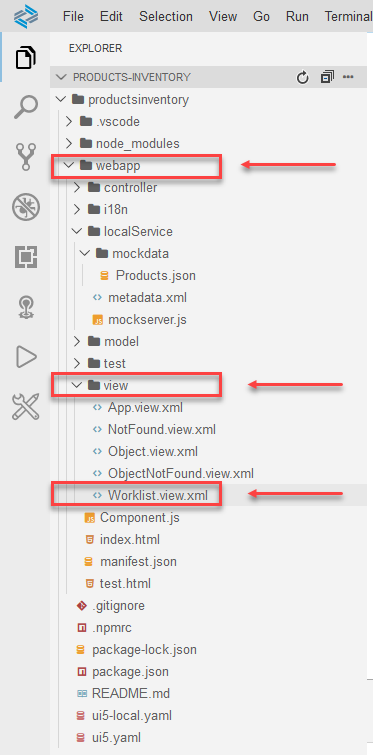 File Edit Selection View Go Run Terminal
EXPLORER
PRODUCTS-INVENTORY
productsinventory
.vscode
node_modules
webapp
controller
i18n
localService
mockdata
Products.json
metadata.xml
mockserver.js
model
test
view
App.view.xml
NotFound.view.xml
Object.view.xml
ObjectNotFound.view.xml
Worklist.view.xml
Component.js
index.html
manifest.json
test.html
.gitignore
.npmrc
package-lock.json
package.json
README.md
ui5-local.yaml
ui5.yaml